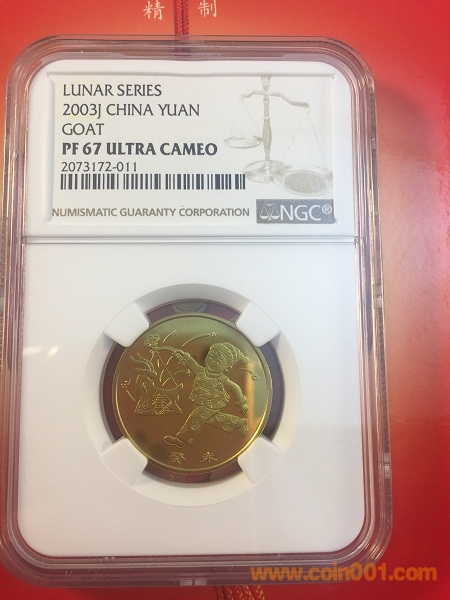 精 制
LUNAR SERIES
2003J CHINA YUAN
GOAT
PF 67 ULTRA CAMEO
2073172-011
NUMISMATIC GUARANTY CORPORATION
NGC®
春
癸 未
www.coin001.com